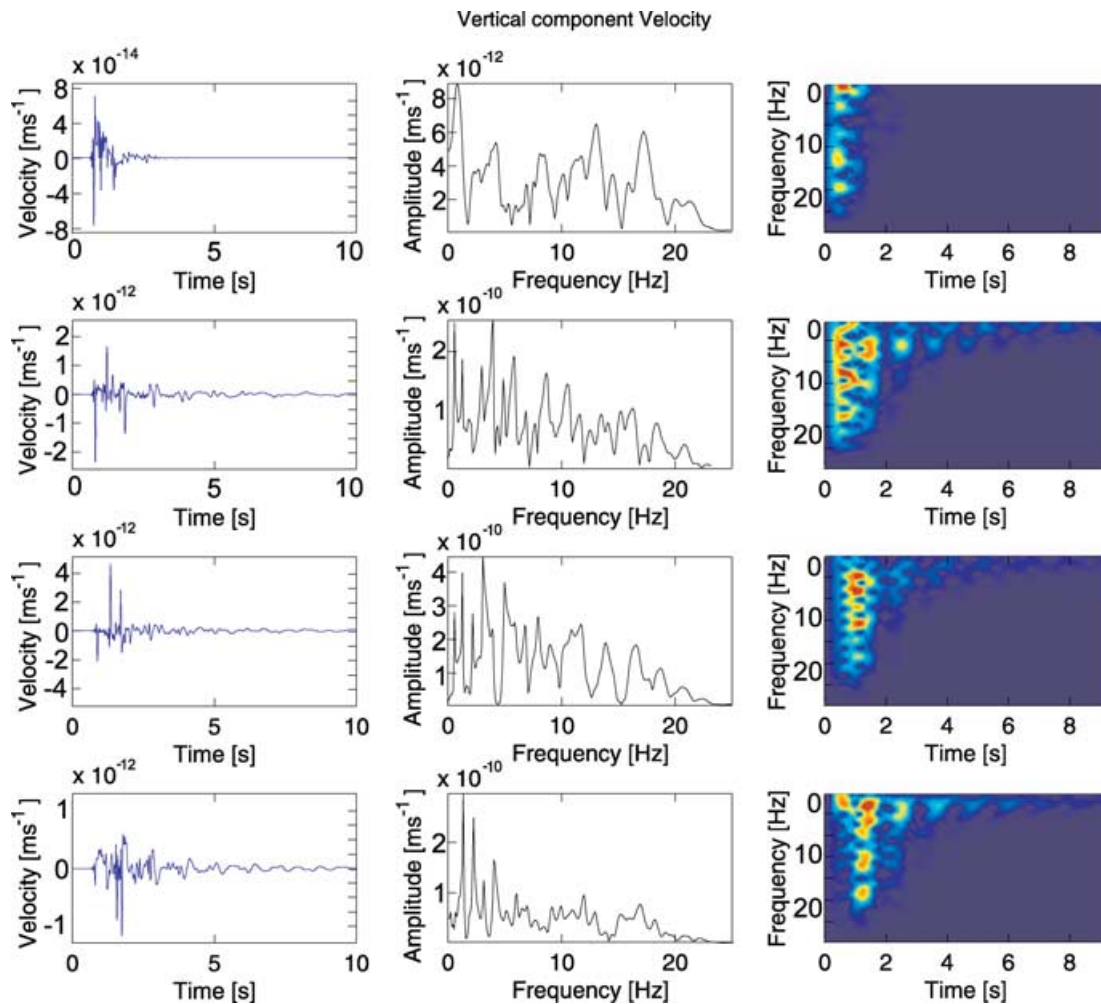 Vertical component Velocity
x 10-14
8
4
0
-4
-8
Velocity [ms-1 ]
0 5 10
Time [s]
x 10-12
8
6
4
2
Amplitude [ms-1]
0 10 20
Frequency [Hz]
0
10
20
Frequency [Hz]
0 2 4 6 8
Time [s]
x 10-12
2
1
0
-1
-2
Velocity [ms-1 ]
0 5 10
Time [s]
x 10-10
2
1
Amplitude [ms-1]
0 10 20
Frequency [Hz]
0
10
20
Frequency [Hz]
0 2 4 6 8
Time [s]
x 10-12
4
2
0
-2
-4
Velocity [ms-1 ]
0 5 10
Time [s]
x 10-10
4
3
2
1
Amplitude [ms-1]
0 10 20
Frequency [Hz]
0
10
20
Frequency [Hz]
0 2 4 6 8
Time [s]
x 10-12
1
0
-1
Velocity [ms-1 ]
0 5 10
Time [s]
x 10-10
2
1
Amplitude [ms-1]
0 10 20
Frequency [Hz]
0
10
20
Frequency [Hz]
0 2 4 6 8
Time [s]